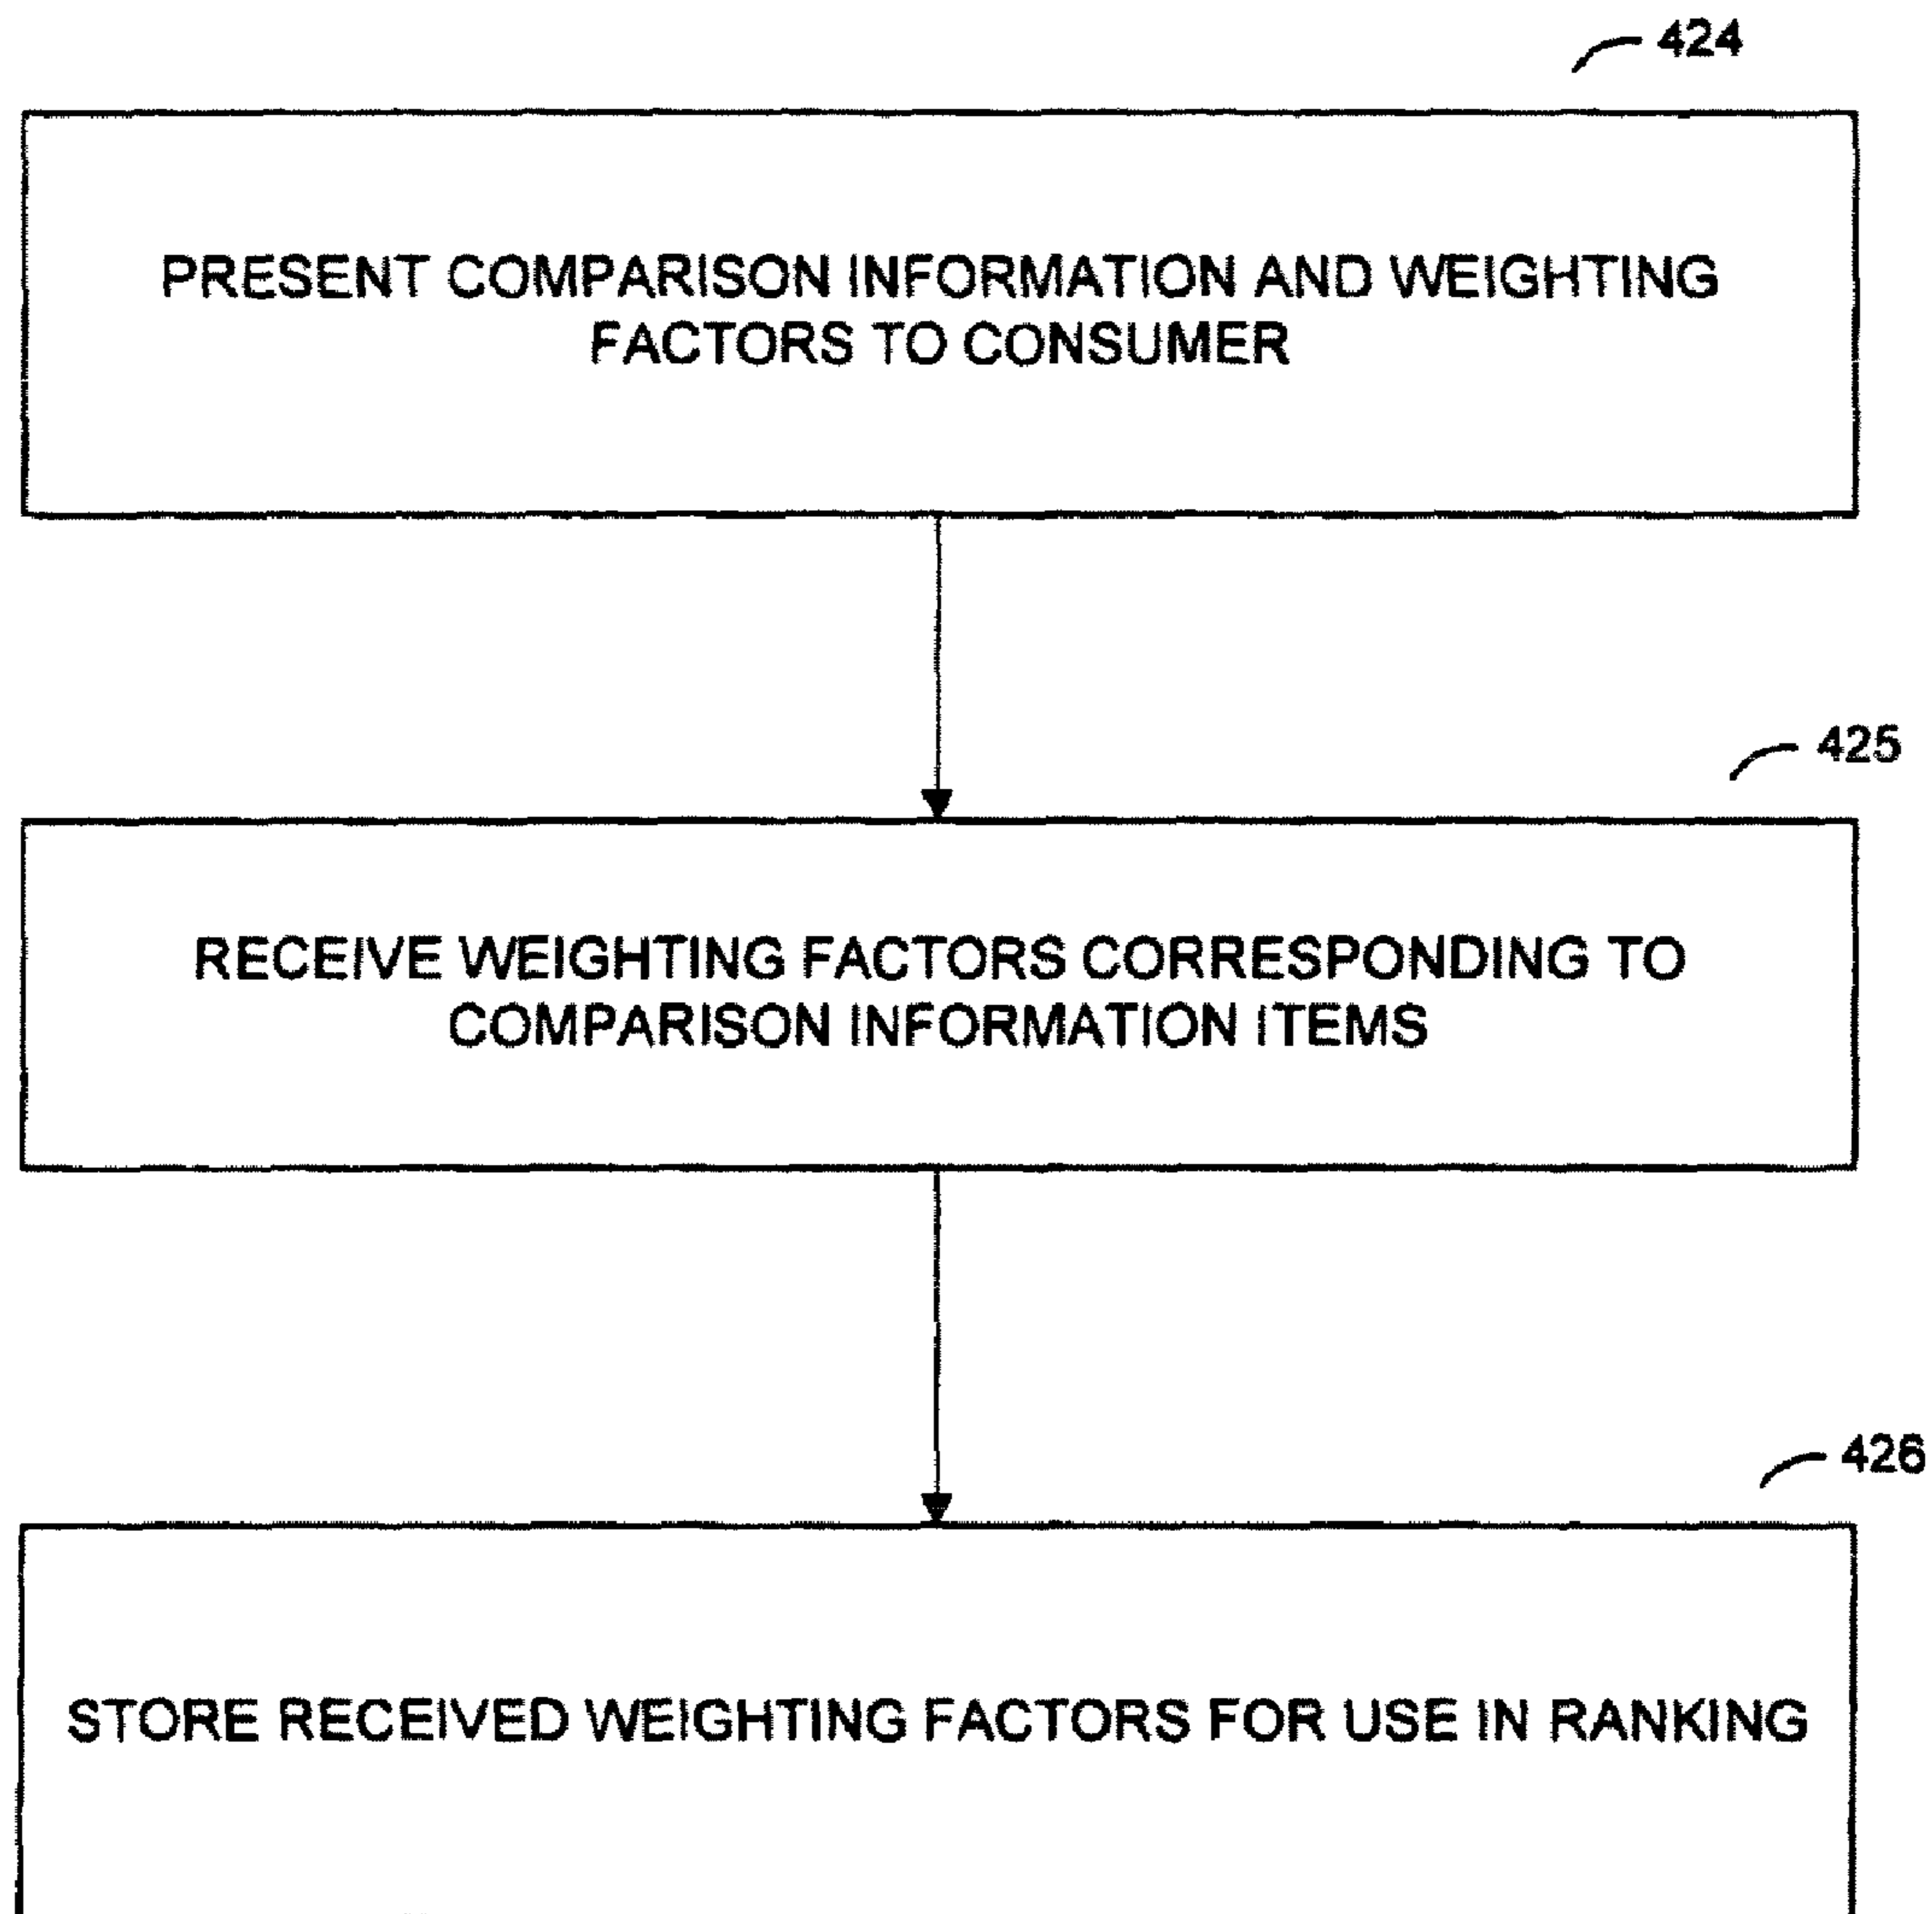 424
PRESENT COMPARISON INFORMATION AND WEIGHTING
FACTORS TO CONSUMER
425
RECEIVE WEIGHTING FACTORS CORRESPONDING TO
COMPARISON INFORMATION ITEMS
426
STORE RECEIVED WEIGHTING FACTORS FOR USE IN RANKING